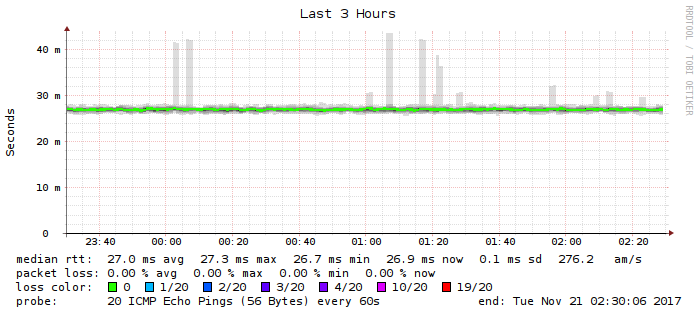 Last 3 Hours
RRDTOOL / TOBI OETIKER
Seconds
40 m
30 m
20 m
10 m
0
23:40 00:00 00:20 00:40 01:00 01:20 01:40 02:00 02:20
median rtt: 27.0 ms avg 27.3 ms max 26.7 ms min 26.9 ms now 0.1 ms sd 276.2 am/s
packet loss: 0.00 % avg 0.00 % max 0.00 % min 0.00 % now
loss color: 0 1/20 2/20 3/20 4/20 10/20 19/20
probe: 20 ICMP Echo Pings (56 Bytes) every 60s end: Tue Nov 21 02:30:06 2017